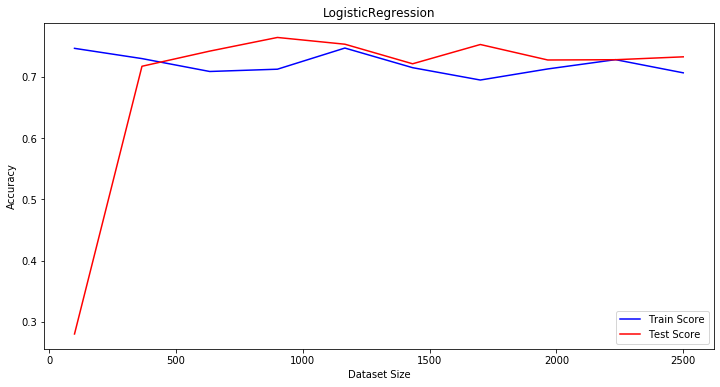 LogisticRegression
Accuracy
0.7
0.6
0.5
0.4
0.3
0
500
1000
1500
2000
2500
Dataset Size
Train Score
Test Score